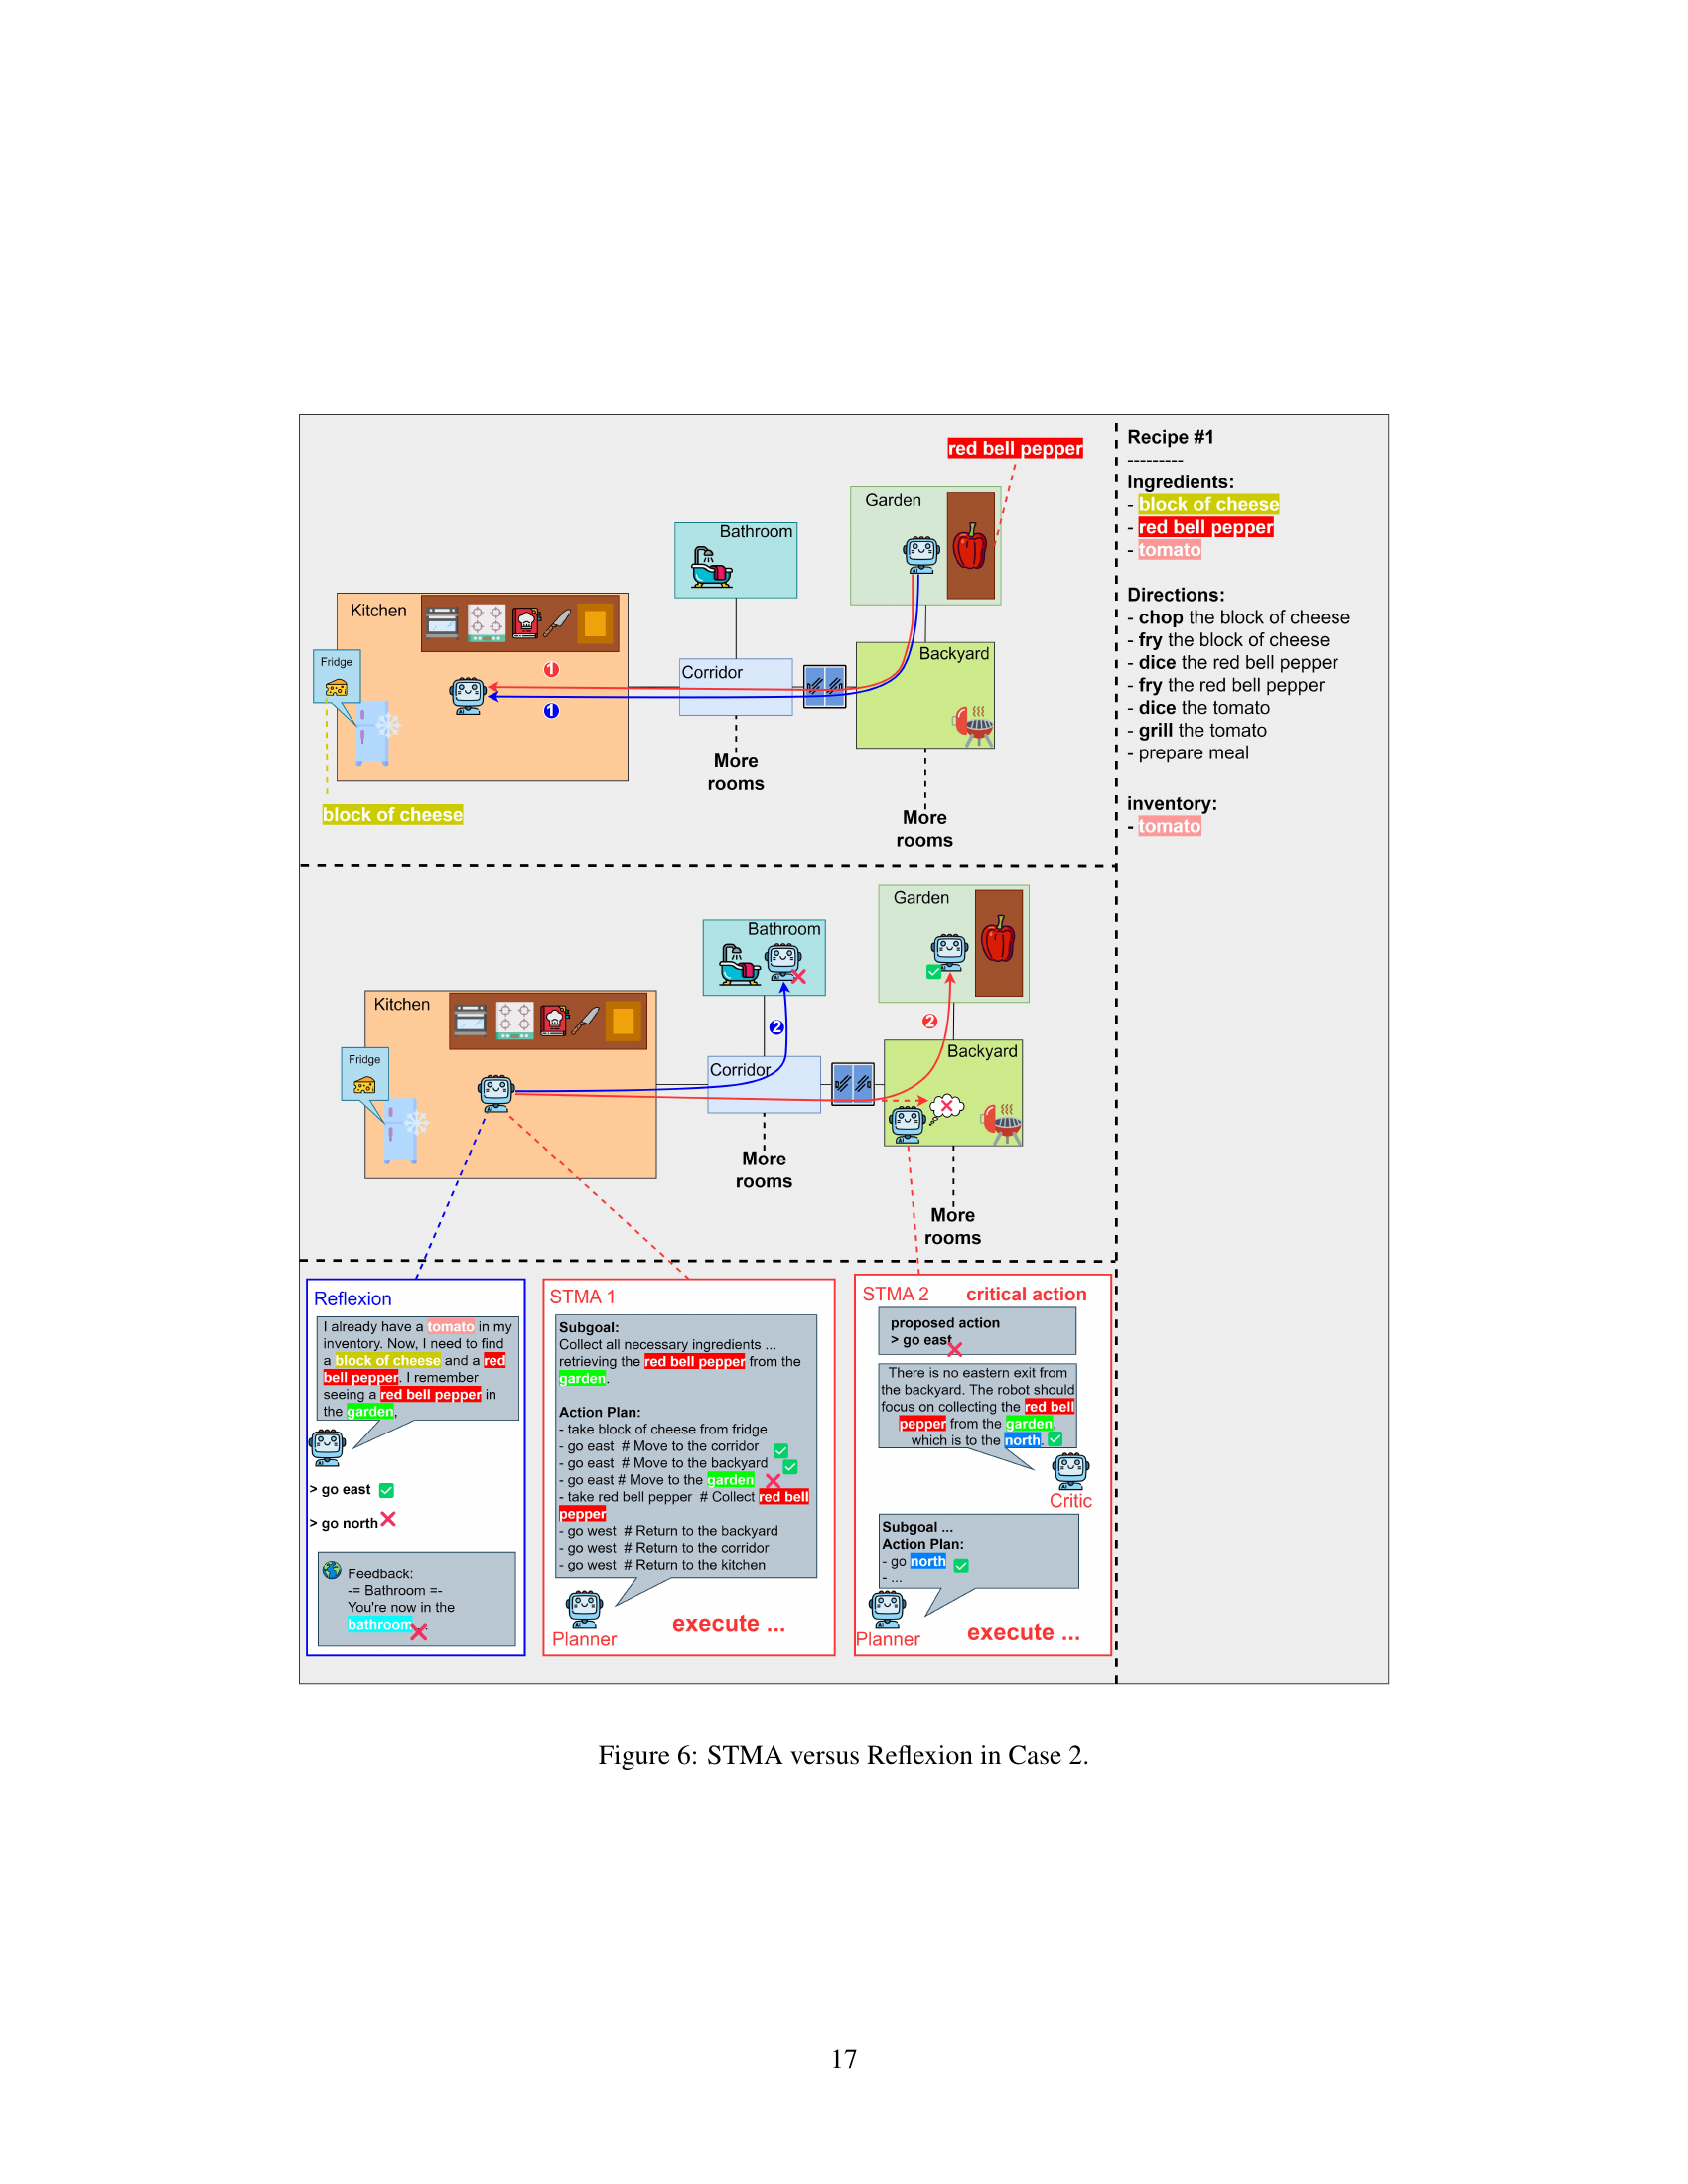 red bell pepper
Garden
Bathroom
Kitchen
Fridge
1
1
Corridor
Backyard
More
rooms
More
rooms
block of cheese
Recipe #1
---------
Ingredients:
- block of cheese
- red bell pepper
- tomato
Directions:
- chop the block of cheese
- fry the block of cheese
- dice the red bell pepper
- fry the red bell pepper
- dice the tomato
- grill the tomato
- prepare meal
inventory:
- tomato
Garden
Bathroom
Kitchen
Fridge
2
2
Corridor
Backyard
More
rooms
More
rooms
Reflexion
I already have a tomato in my
inventory. Now, I need to find
a block of cheese and a red
bell pepper. I remember
seeing a red bell pepper in
the garden,
> go east
> go north
Feedback:
-= Bathroom =-
You're now in the
bathroom
STMA 1
Subgoal:
Collect all necessary ingredients ...
retrieving the red bell pepper from the
garden.
Action Plan:
- take block of cheese from fridge
- go east # Move to the corridor
- go east # Move to the backyard
- go east # Move to the garden
- take red bell pepper # Collect red bell
pepper
- go west # Return to the backyard
- go west # Return to the corridor
- go west # Return to the kitchen
Planner
execute ...
STMA 2 critical action
proposed action
> go east
There is no eastern exit from
the backyard. The robot should
focus on collecting the red bell
pepper from the garden,
which is to the north.
Critic
Subgoal ...
Action Plan:
- go north
- ...
Planner
execute ...
Figure 6: STMA versus Reflexion in Case 2.
17